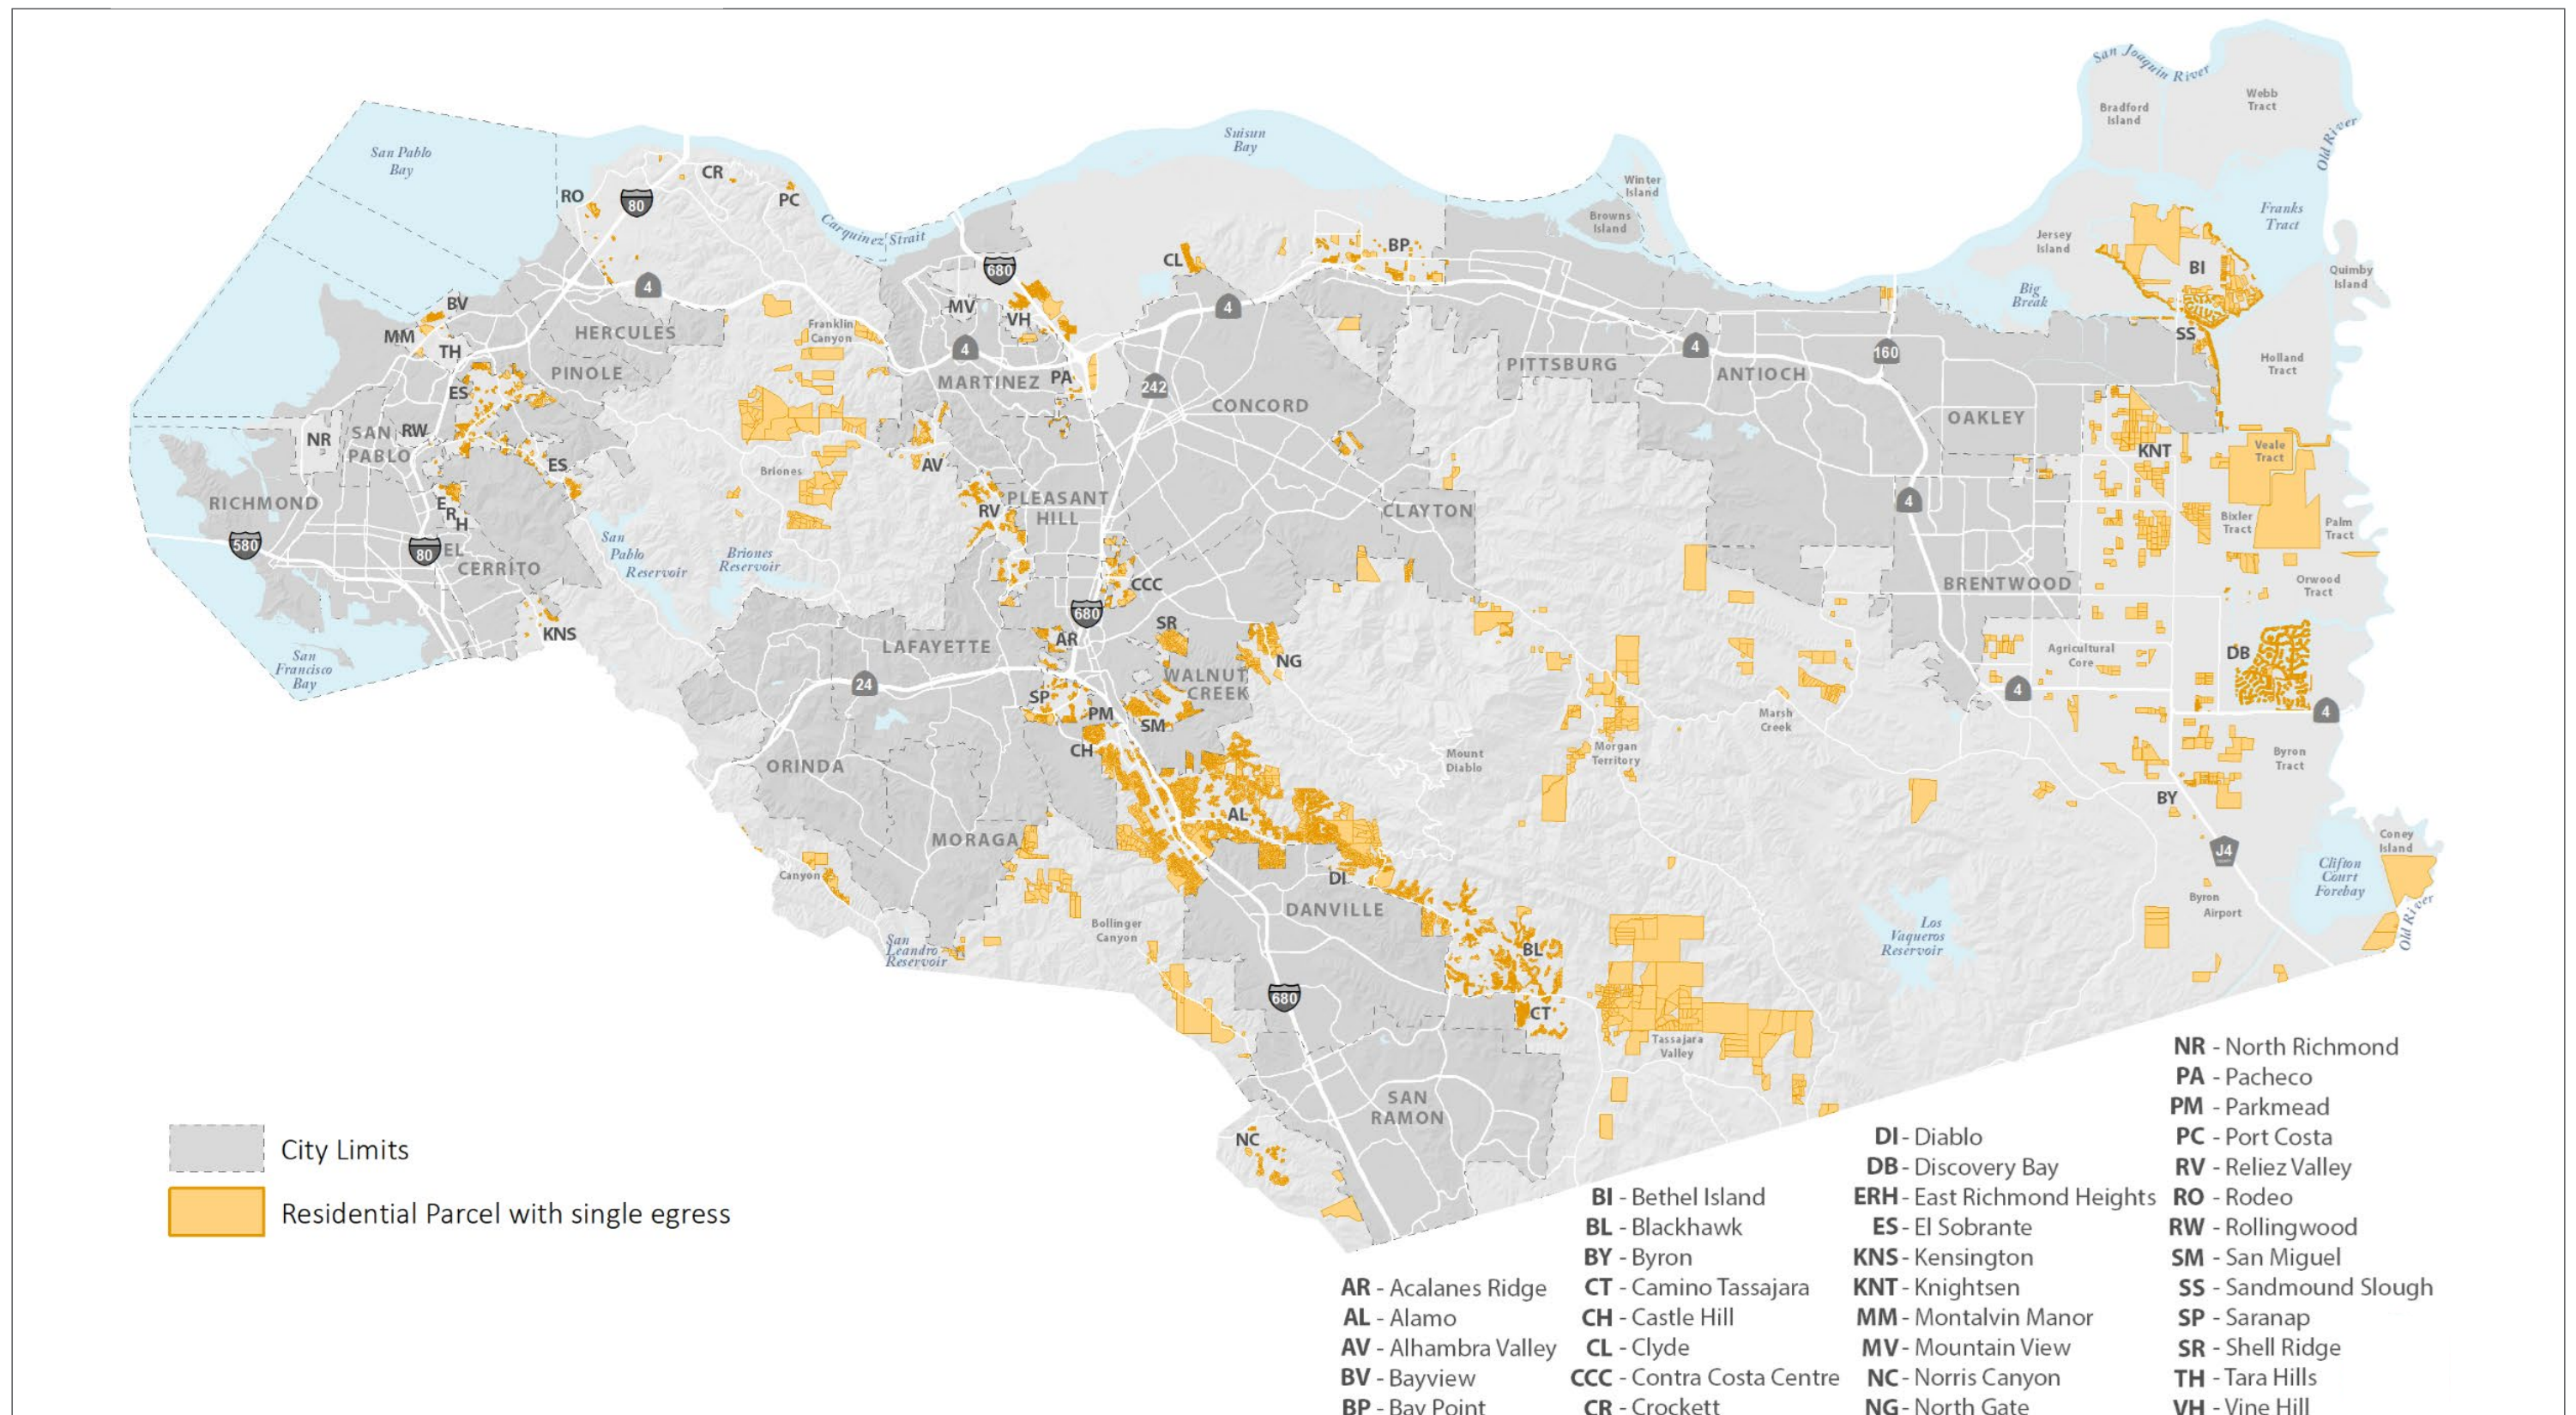 San Joaquin River
Bradford
Island
Webb
Tract
Old River
San Pablo
Bay
Suisun
Bay
Winter
Island
Browns
Island
Franks
Tract
Jersey
Island
Quimby
Island
Big
Break
Holland
Tract
RO
80
CR
PC
Carquinez Strait
680
CL
BP
BI
SS
BV
MM
TH
4
HERCULES
PINOLE
Franklin
Canyon
MV
VH
4
4
MARTINEZ
PA
242
CONCORD
PITTSBURG
4
ANTIOCH
160
OAKLEY
ES
NR
SAN
PABLO
RW
ES
Briones
AV
KNT
Veale
Tract
RICHMOND
E
R
H
580
80
EL
CERRITO
San
Pablo
Reservoir
Briones
Reservoir
RV
PLEASANT
HILL
CLAYTON
4
Bixler
Tract
Palm
Tract
CCC
BRENTWOOD
Orwood
Tract
KNS
680
San
Francisco
Bay
LAFAYETTE
AR
SR
24
NG
WALNUT
CREEK
SP
PM
SM
CH
Agricultural
Core
DB
4
4
Marsh
Creek
Morgan
Territory
Mount
Diablo
Byron
Tract
ORINDA
BY
AL
MORAGA
J4
Coney
Island
Clifton
Court
Forebay
Canyon
DI
DANVILLE
Bollinger
Canyon
Byron
Airport
Old River
San
Leandro
Reservoir
BL
Los
Vaqueros
Reservoir
680
CT
Tassajara
Valley
SAN
RAMON
NC
City Limits
Residential Parcel with single egress
AR - Acalanes Ridge
AL - Alamo
AV - Alhambra Valley
BV - Bayview
BP - Bay Point
BI - Bethel Island
BL - Blackhawk
BY - Byron
CT - Camino Tassajara
CH - Castle Hill
CL - Clyde
CCC - Contra Costa Centre
CR - Crockett
DI - Diablo
DB - Discovery Bay
ERH - East Richmond Heights
ES - El Sobrante
KNS - Kensington
KNT - Knightsen
MM - Montalvin Manor
MV - Mountain View
NC - Norris Canyon
NG - North Gate
NR - North Richmond
PA - Pacheco
PM - Parkmead
PC - Port Costa
RV - Reliez Valley
RO - Rodeo
RW - Rollingwood
SM - San Miguel
SS - Sandmound Slough
SP - Saranap
SR - Shell Ridge
TH - Tara Hills
VH - Vine Hill